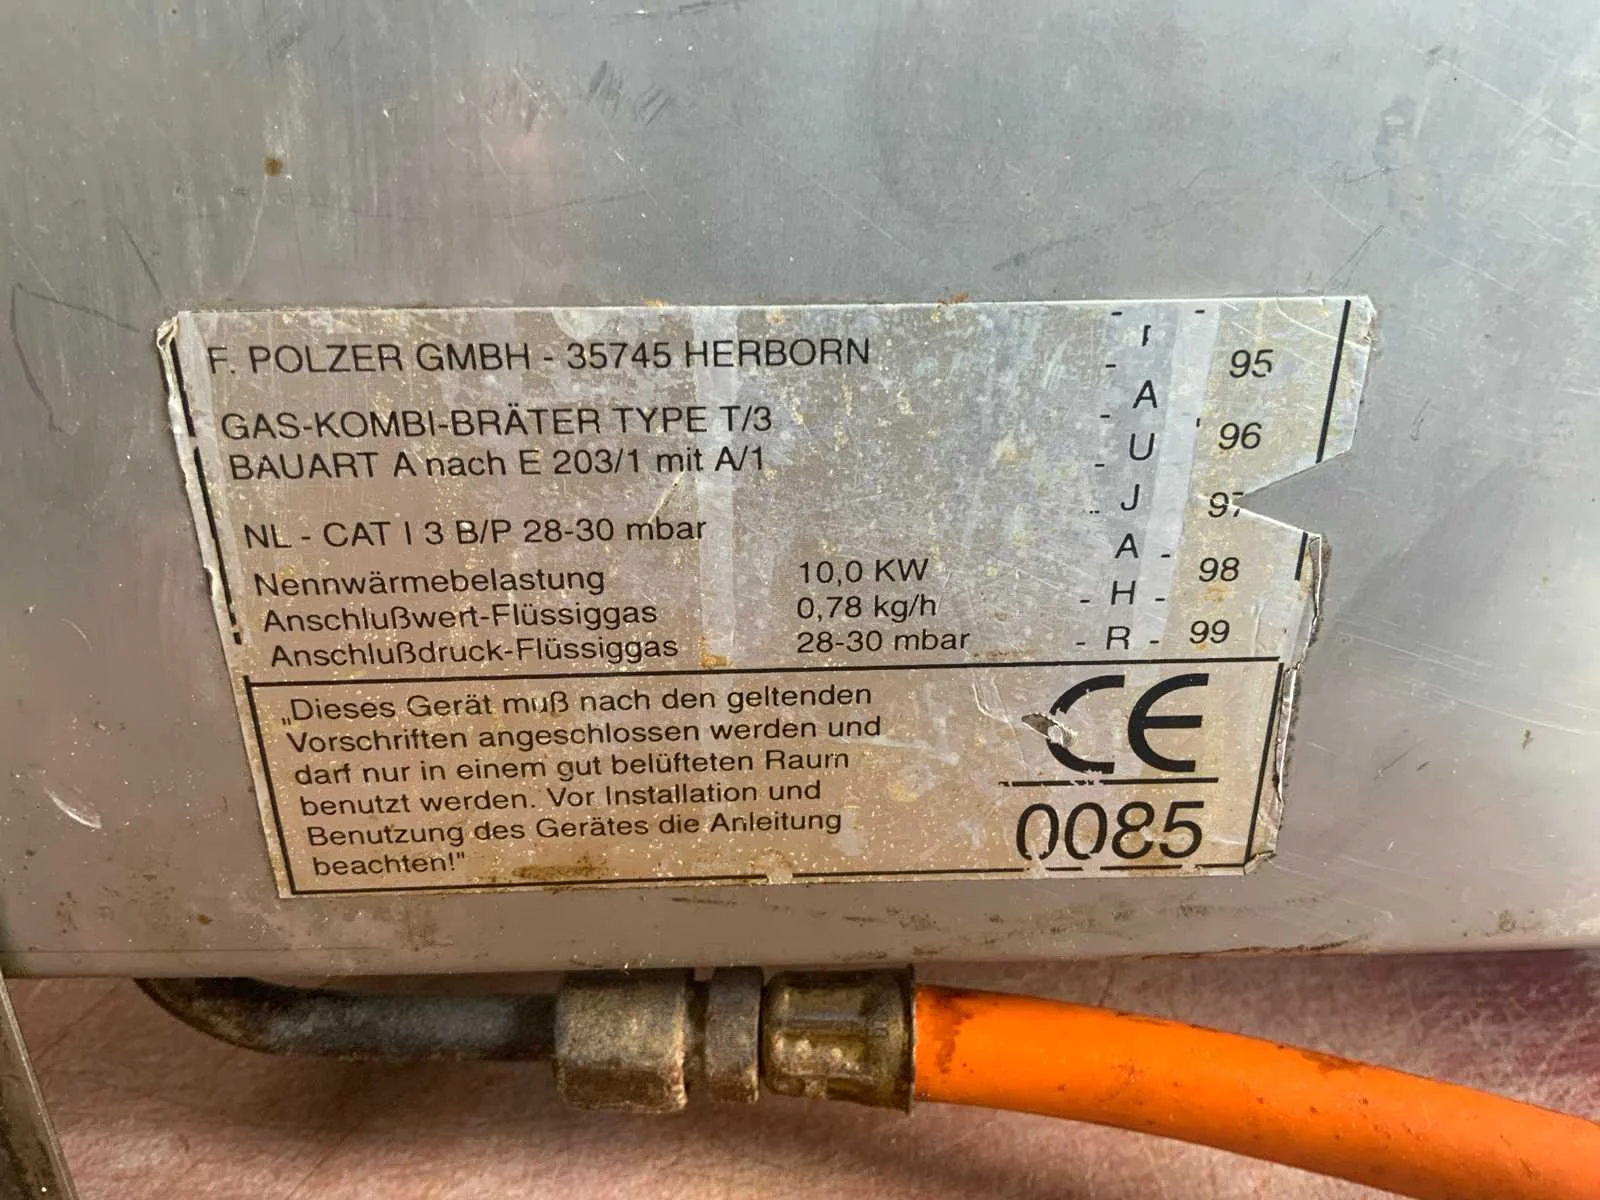 F. POLZER GMBH - 35745 HERBORN
GAS-KOMBI-BRÄTER TYPE T/3
BAUART A nach E 203/1 mit A/1
NL - CAT I 3 B/P 28-30 mbar
Nennwärmebelastung 10,0 KW
Anschlußwert-Flüssiggas 0,78 kg/h
Anschlußdruck-Flüssiggas 28-30 mbar
AUJAHR
95
96
97
98
99
„Dieses Gerät muß nach den geltenden
Vorschriften angeschlossen werden und
darf nur in einem gut belüfteten Raum
benutzt werden. Vor Installation und
Benutzung des Gerätes die Anleitung
beachten!"
CE
0085